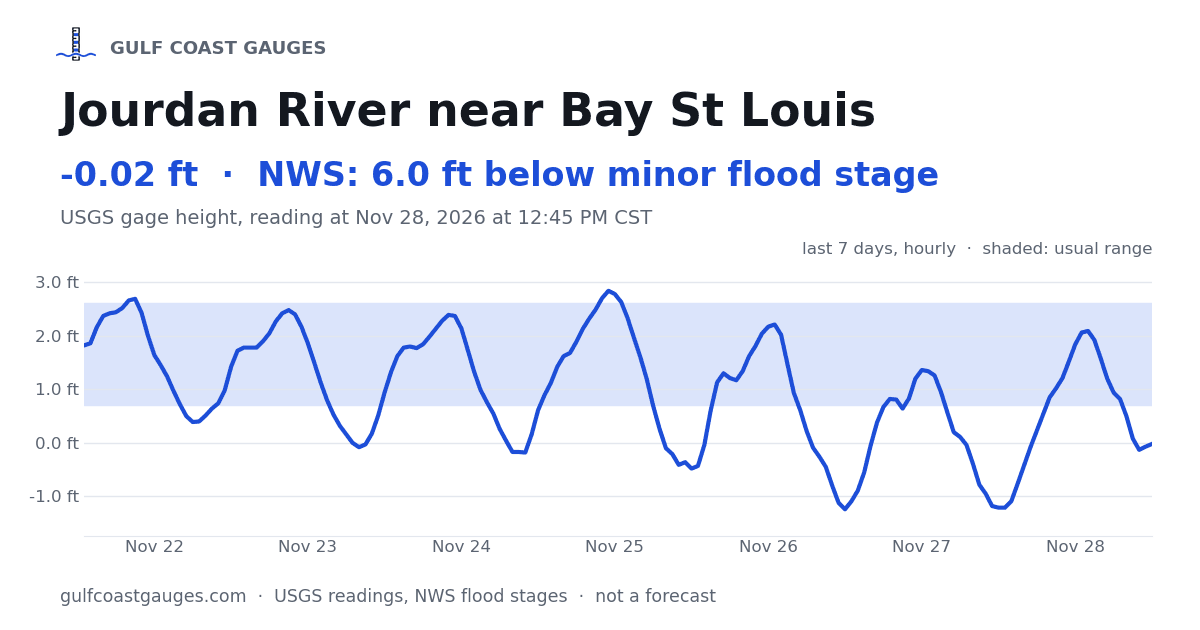 GULF COAST GAUGES
Jourdan River near Bay St Louis
-0.02 ft · NWS: 6.0 ft below minor flood stage
USGS gage height, reading at Nov 28, 2026 at 12:45 PM CST
last 7 days, hourly · shaded: usual range
3.0 ft
2.0 ft
1.0 ft
0.0 ft
-1.0 ft
Nov 22 Nov 23 Nov 24 Nov 25 Nov 26 Nov 27 Nov 28
gulfcoastgauges.com · USGS readings, NWS flood stages · not a forecast